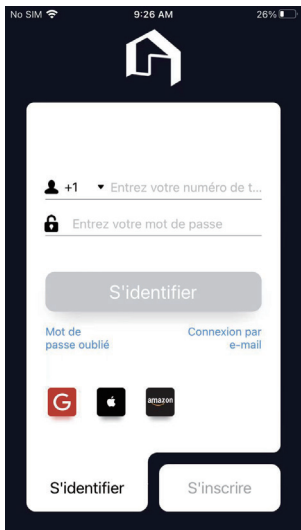 No SIM 9:26 AM 26%
+1 Entrez votre numéro de t...
Entrez votre mot de passe
S'identifier
Mot de
passe oublié
Connexion par
e-mail
G amazon
S'identifier S'inscrire